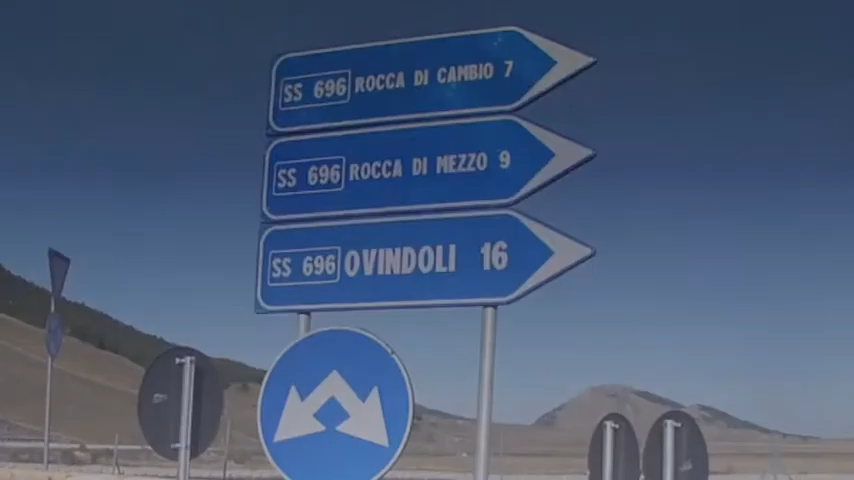 SS 696 ROCCA DI CAMBIO 7
SS 696 ROCCA DI MEZZO 9
SS 696 OVINDOLI 16